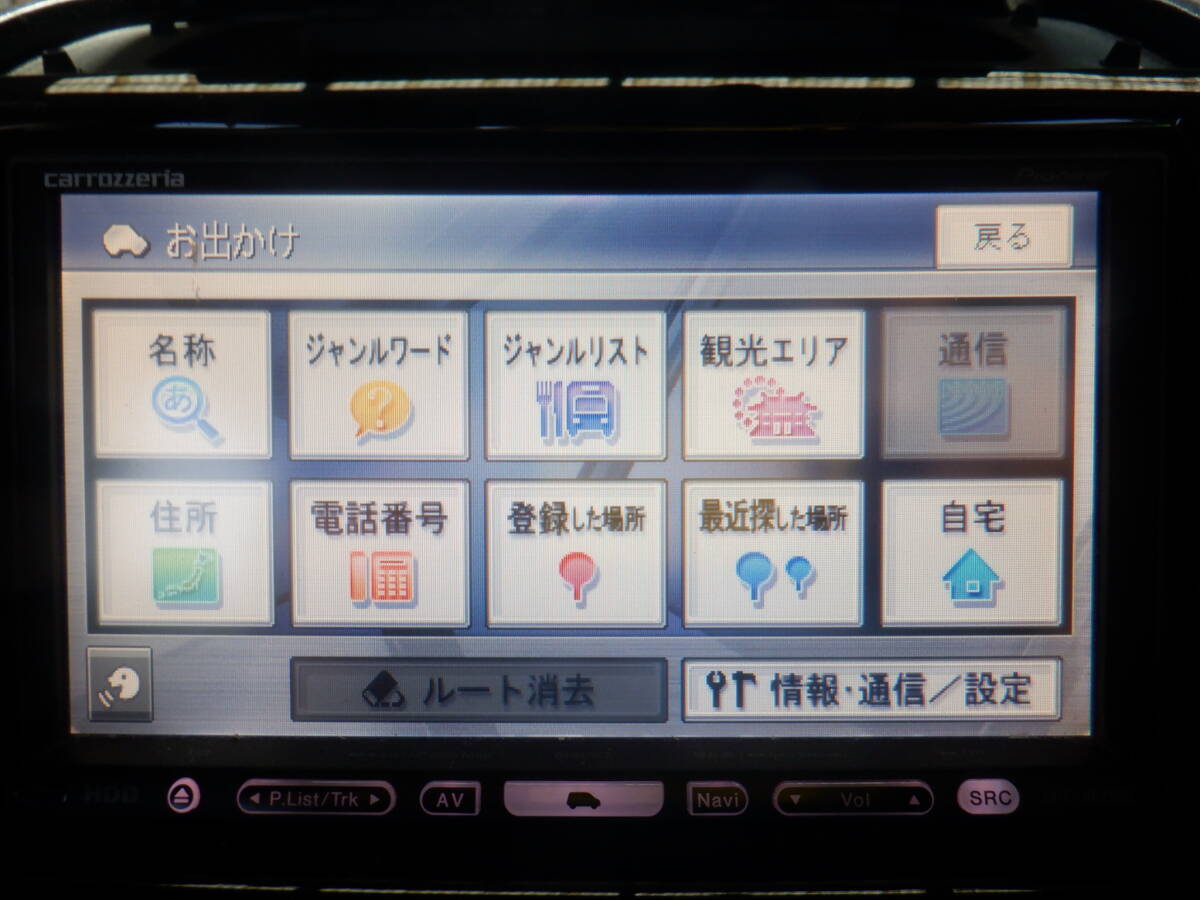 carrozzeria
Pioneer
お出かけ
戻る
名称
ジャンルワード
ジャンルリスト
観光エリア
通信
あ
?
住所
電話番号
登録した場所
最近探した場所
自宅
ルート消去
情報・通信／設定
HDD
◀ P.List/Trk ▶
AV
Navi
▼ Vol ▲
SRC